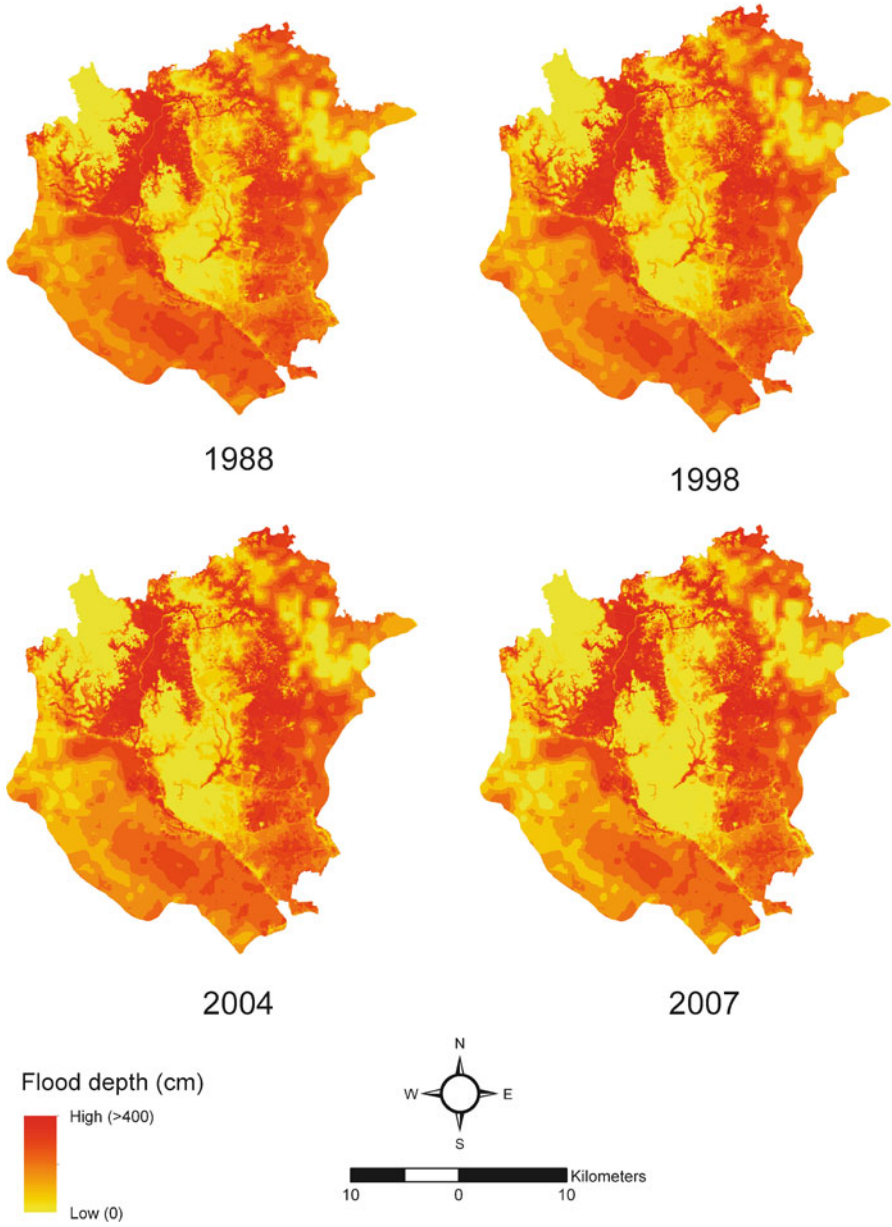 1988
1998
2004
2007
Flood depth (cm)
High (>400)
Low (0)
N
W E
S
Kilometers
10 0 10